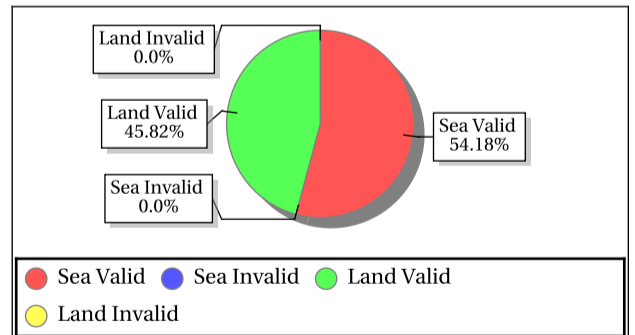 Land Invalid
0.0%
Land Valid
45.82%
Sea Valid
54.18%
Sea Invalid
0.0%
Sea Valid Sea Invalid Land Valid
Land Invalid